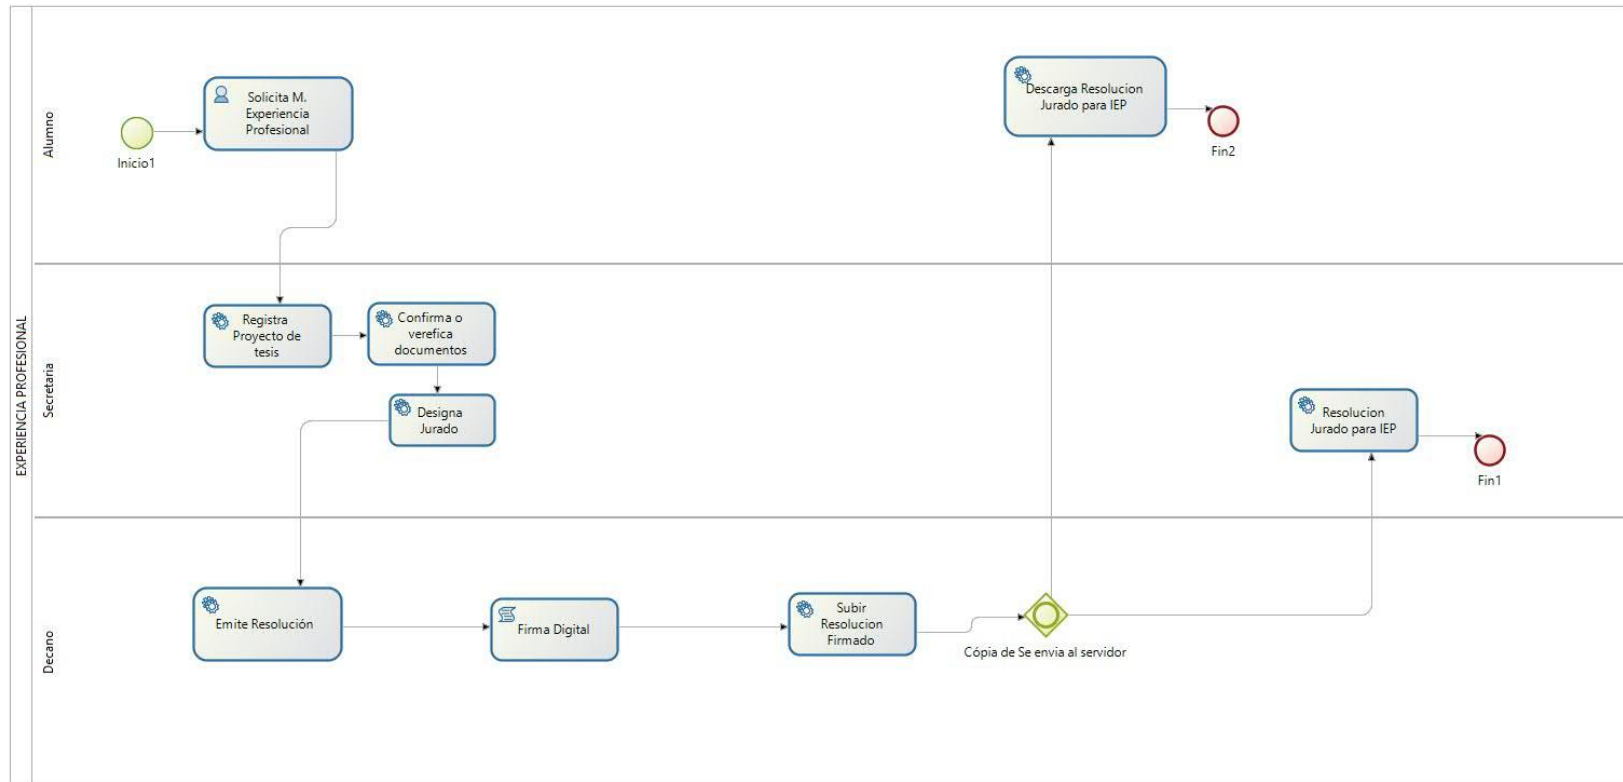 EXPERIENCIA PROFESIONAL
Alumno
Inicio1
Solicita M.
Experiencia
Profesional
Descarga Resolucion
Jurado para IEP
Fin2
Secretaria
Registra
Proyecto de
tesis
Confirma o
verefica
documentos
Designa
Jurado
Resolucion
Jurado para IEP
Fin1
Decano
Emite Resolución
Firma Digital
Subir
Resolucion
Firmado
Cópia de Se envia al servidor